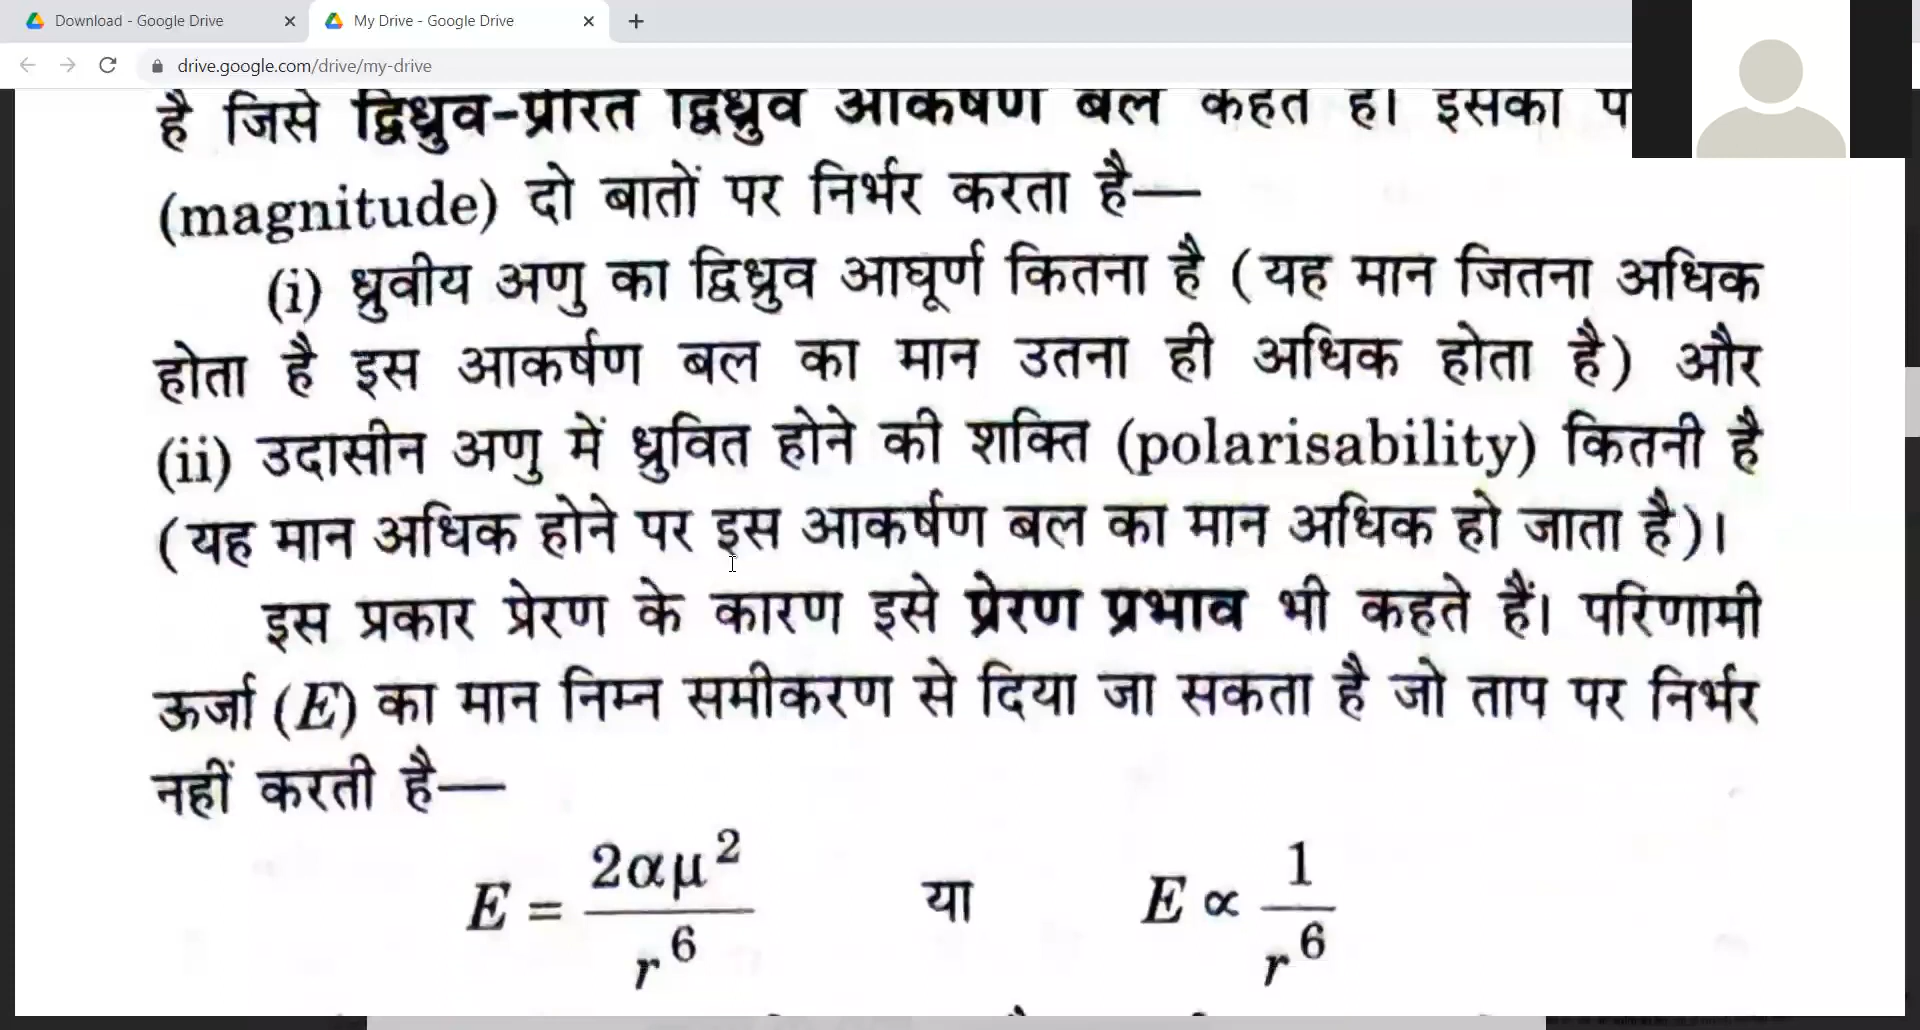 Download - Google Drive
My Drive - Google Drive
drive.google.com/drive/my-drive
है जिसे द्विध्रुव-प्रेरित द्विध्रुव आकर्षण बल कहते हैं। इसका
(magnitude) दो बातों पर निर्भर करता है—
(i) ध्रुवीय अणु का द्विध्रुव आघूर्ण कितना है (यह मान जितना अधिक
होता है इस आकर्षण बल का मान उतना ही अधिक होता है) और
(ii) उदासीन अणु में ध्रुवित होने की शक्ति (polarisability) कितनी है
(यह मान अधिक होने पर इस आकर्षण बल का मान अधिक हो जाता है)।
इस प्रकार प्रेरण के कारण इसे प्रेरण प्रभाव भी कहते हैं। परिणामी
ऊर्जा (E) का मान निम्न समीकरण से दिया जा सकता है जो ताप पर निर्भर
नहीं करती है—
E = 2αμ² / r⁶ या E ∝ 1 / r⁶